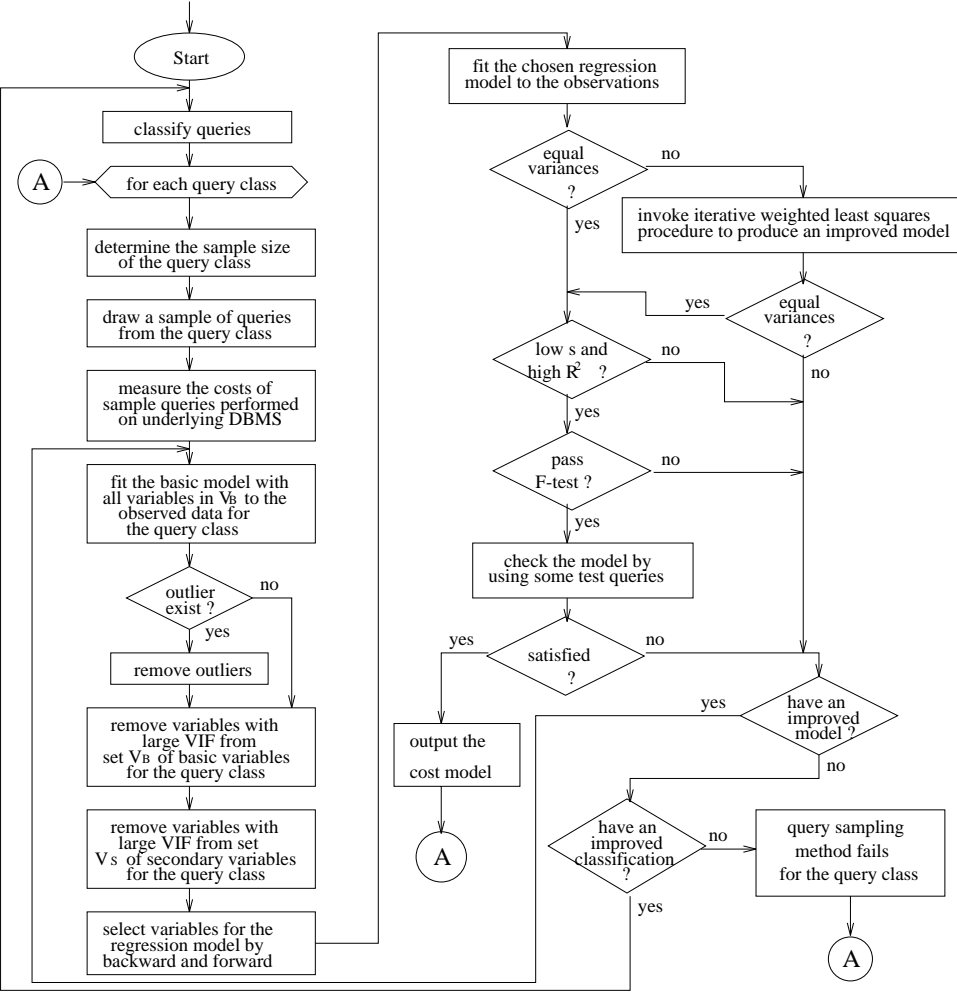 Start
classify queries
A
for each query class
determine the sample size
of the query class
draw a sample of queries
from the query class
measure the costs of
sample queries performed
on underlying DBMS
fit the basic model with
all variables in VB to the
observed data for
the query class
outlier
exist ?
no
yes
remove outliers
remove variables with
large VIF from
set VB of basic variables
for the query class
remove variables with
large VIF from set
VS of secondary variables
for the query class
select variables for the
regression model by
backward and forward
fit the chosen regression
model to the observations
equal
variances
?
no
yes
invoke iterative weighted least squares
procedure to produce an improved model
equal
variances
?
yes
no
low s and
high R2 ?
no
yes
pass
F-test ?
no
yes
check the model by
using some test queries
satisfied
?
yes
no
output the
cost model
A
have an
improved
model ?
yes
no
have an
improved
classification
?
no
yes
query sampling
method fails
for the query class
A